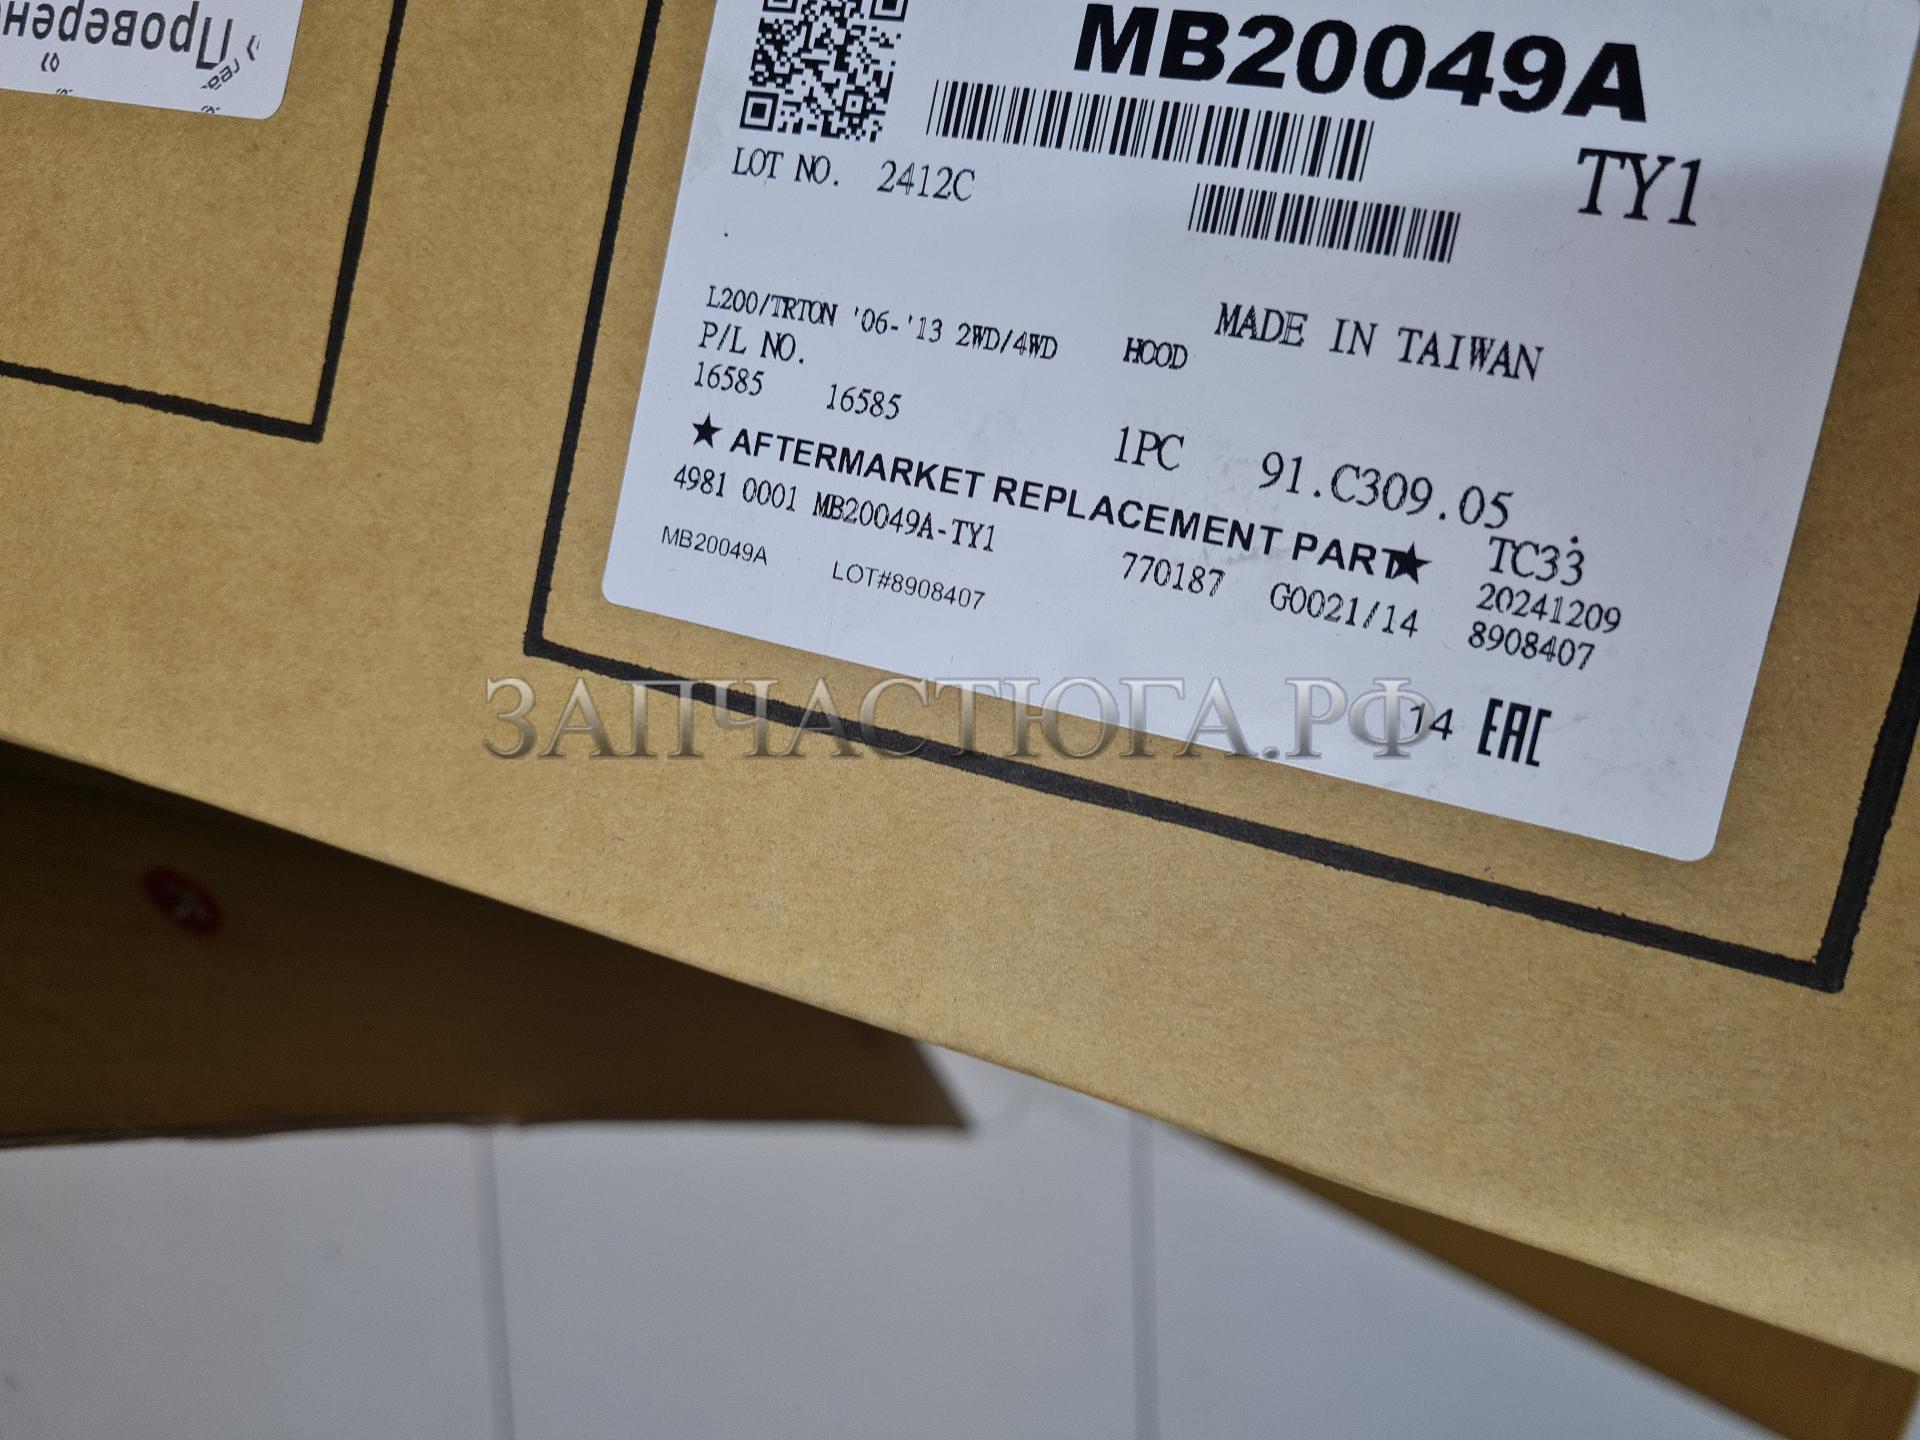 Проверен
MB20049A
TY1
LOT NO. 2412C
L200/TRTON '06-'13 2WD/4WD HOOD MADE IN TAIWAN
P/L NO.
16585 16585
1PC 91.C309.05
★ AFTERMARKET REPLACEMENT PART★ TC33
4981 0001 MB20049A-TY1 770187 G0021/14 20241209
MB20049A LOT#8908407 8908407
14 EAC
ЗАПЧАСТЮГА.РФ